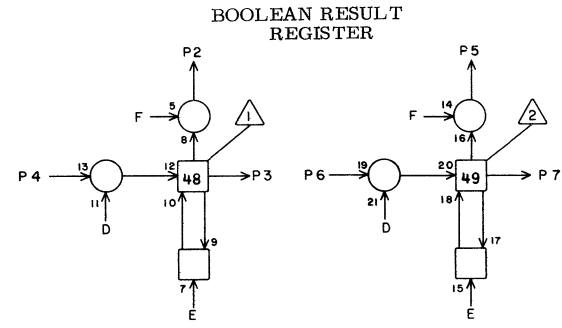 BOOLEAN RESULT
REGISTER
P2 P5
F 5 1 F 14 2
8 16
P4 13 12 48 P3 P6 19 20 49 P7
11 10 21 18
D D
9 17
7 15
E E